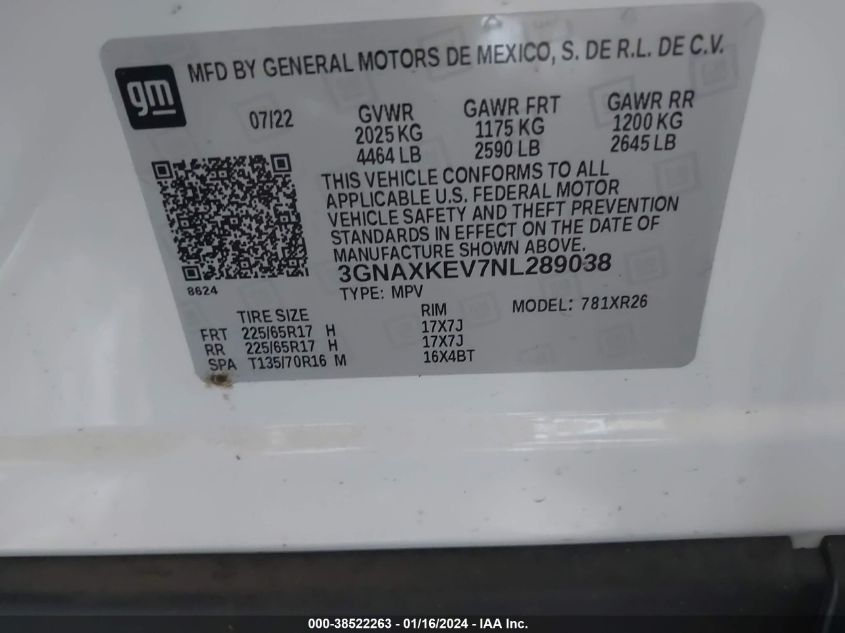 gm
MFD BY GENERAL MOTORS DE MEXICO, S. DE R.L. DE C.V.
07/22
GVWR
2025 KG
4464 LB
GAWR FRT
1175 KG
2590 LB
GAWR RR
1200 KG
2645 LB
THIS VEHICLE CONFORMS TO ALL
APPLICABLE U.S. FEDERAL MOTOR
VEHICLE SAFETY AND THEFT PREVENTION
STANDARDS IN EFFECT ON THE DATE OF
MANUFACTURE SHOWN ABOVE.
3GNAXKEV7NL289038
8624
TYPE: MPV
MODEL: 781XR26
TIRE SIZE RIM
FRT 225/65R17 H 17X7J
RR 225/65R17 H 17X7J
SPA T135/70R16 M 16X4BT
000-38522263 - 01/16/2024 - IAA Inc.